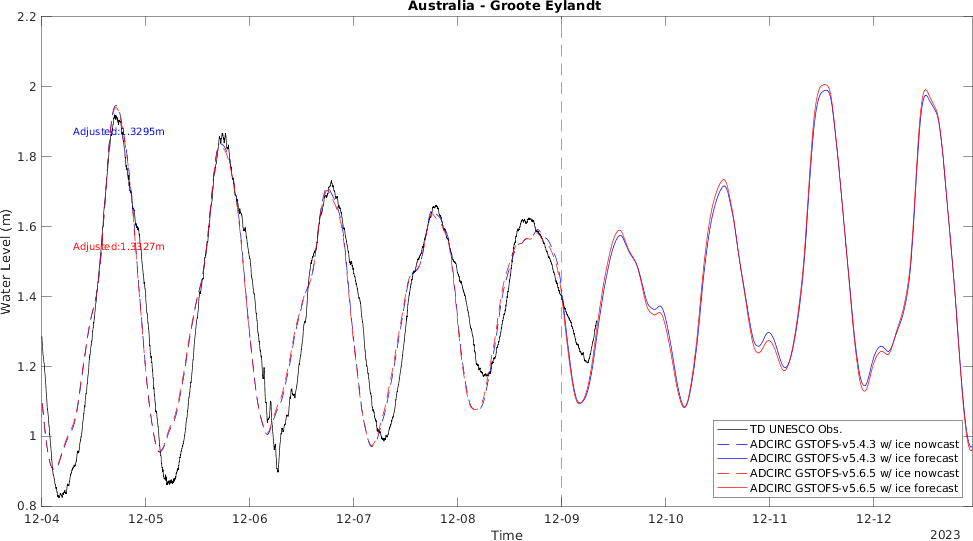 Australia - Groote Eylandt
2.2
2
1.8
1.6
1.4
1.2
1
0.8
Water Level (m)
Adjusted:1.3295m
Adjusted:1.3327m
TD UNESCO Obs.
ADCIRC GSTOFS-v5.4.3 w/ ice nowcast
ADCIRC GSTOFS-v5.4.3 w/ ice forecast
ADCIRC GSTOFS-v5.6.5 w/ ice nowcast
ADCIRC GSTOFS-v5.6.5 w/ ice forecast
12-04 12-05 12-06 12-07 12-08 12-09 12-10 12-11 12-12
Time
2023